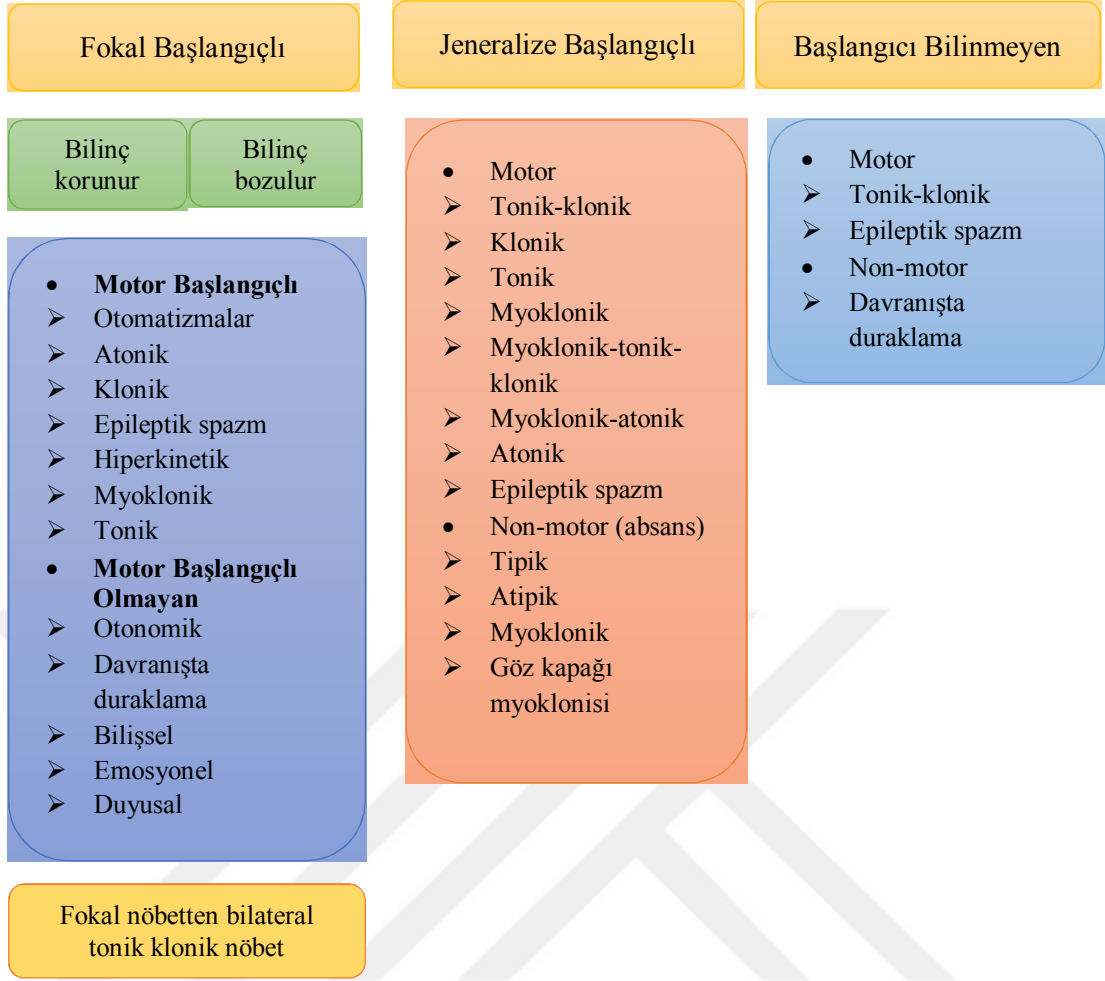 Fokal Başlangıçlı
Jeneralize Başlangıçlı
Başlangıcı Bilinmeyen
Bilinç
korunur
Bilinç
bozulur
• Motor Başlangıçlı
➢ Otomatizmalar
➢ Atonik
➢ Klonik
➢ Epileptik spazm
➢ Hiperkinetik
➢ Myoklonik
➢ Tonik
• Motor Başlangıçlı
Olmayan
➢ Otonomik
➢ Davranışta
duraklama
➢ Bilişsel
➢ Emosyonel
➢ Duyusal
Fokal nöbetten bilateral
tonik klonik nöbet
• Motor
➢ Tonik-klonik
➢ Klonik
➢ Tonik
➢ Myoklonik
➢ Myoklonik-tonik-
klonik
➢ Myoklonik-atonik
➢ Atonik
➢ Epileptik spazm
• Non-motor (absans)
➢ Tipik
➢ Atipik
➢ Myoklonik
➢ Göz kapağı
myoklonisi
• Motor
➢ Tonik-klonik
➢ Epileptik spazm
• Non-motor
➢ Davranışta
duraklama